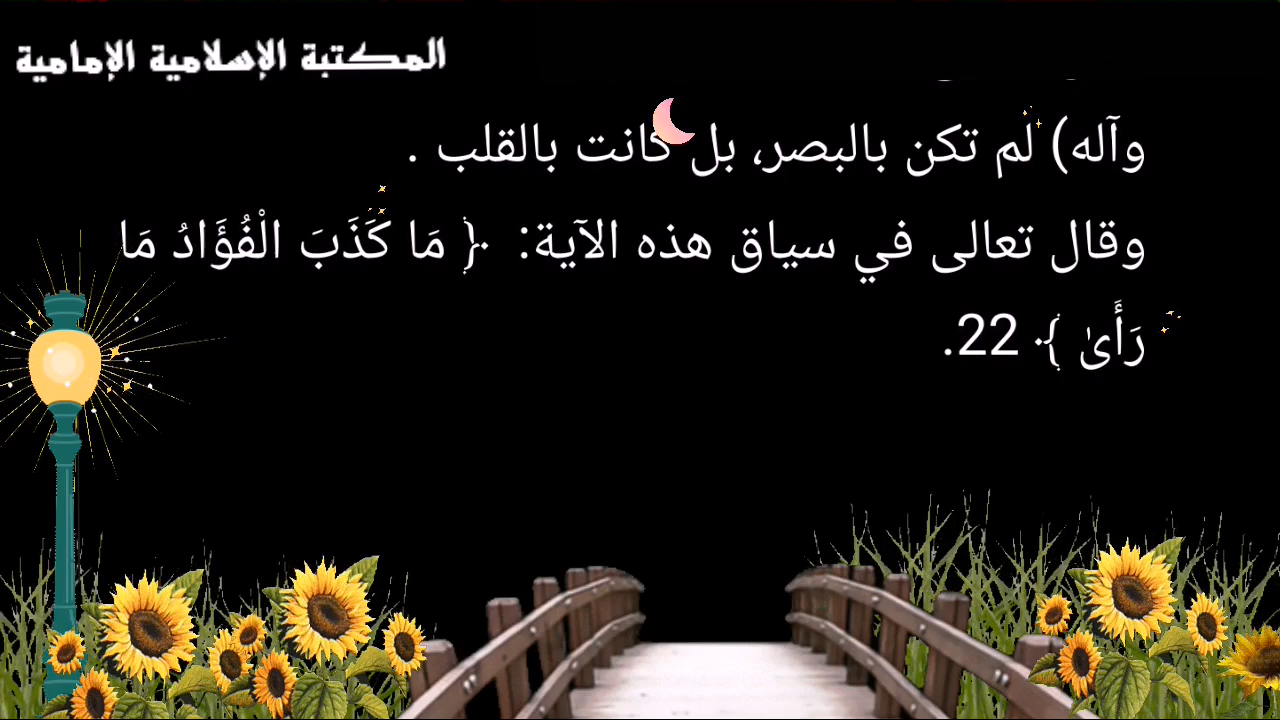 المكتبة الإسلامية الإمامية
وآله) لم تكن بالبصر، بل كانت بالقلب .
وقال تعالى في سياق هذه الآية: ﴿ مَا كَذَبَ الْفُؤَادُ مَا
رَأَىٰ ﴾ 22.